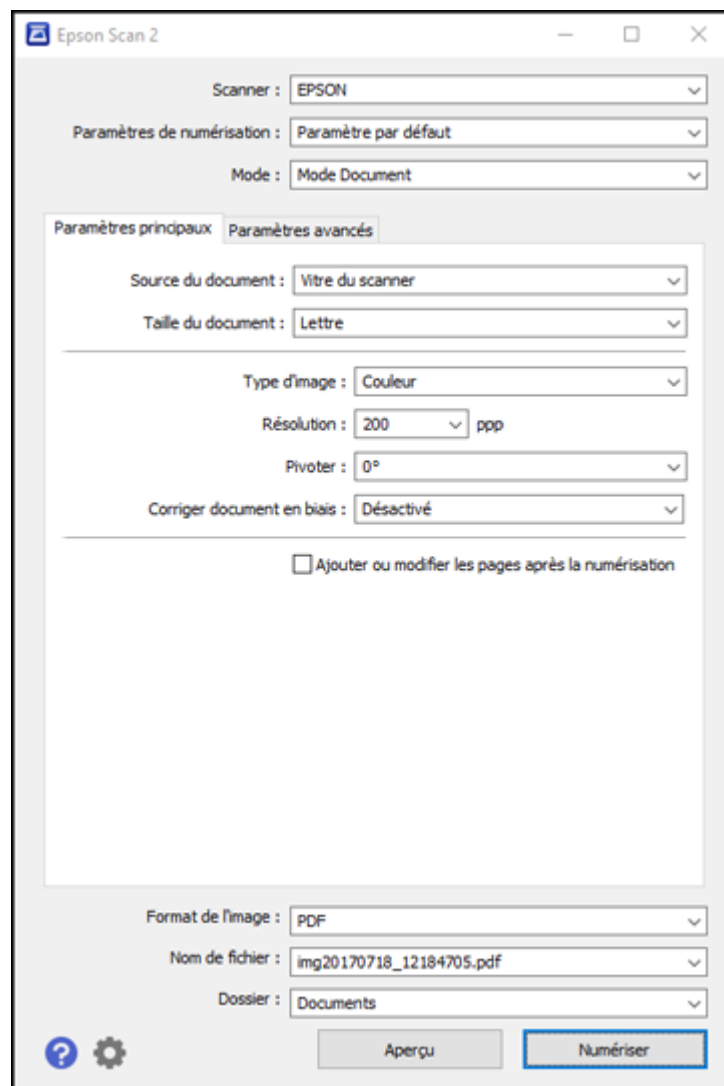 Epson Scan 2
Scanner : EPSON
Paramètres de numérisation : Paramètre par défaut
Mode : Mode Document
Paramètres principaux Paramètres avancés
Source du document : Vitre du scanner
Taille du document : Lettre
Type d'image : Couleur
Résolution : 200 ppp
Pivoter : 0°
Corriger document en biais : Désactivé
Ajouter ou modifier les pages après la numérisation
Format de l'image : PDF
Nom de fichier : img20170718_12184705.pdf
Dossier : Documents
? Aperçu Numériser